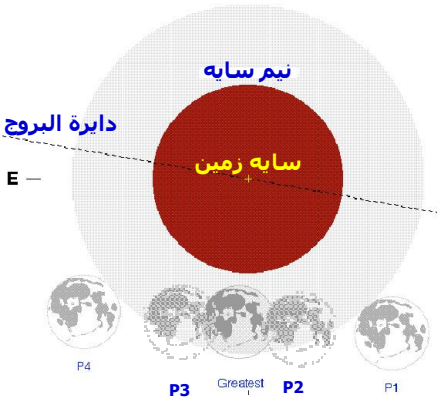 نیم سایه
دایرة البروج
سایه زمین
E
P4
P3
Greatest
P2
P1